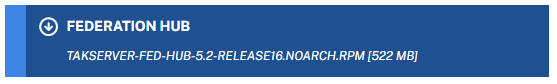 FEDERATION HUB
TAKSERVER-FED-HUB-5.2-RELEASE16.NOARCH.RPM [522 MB]